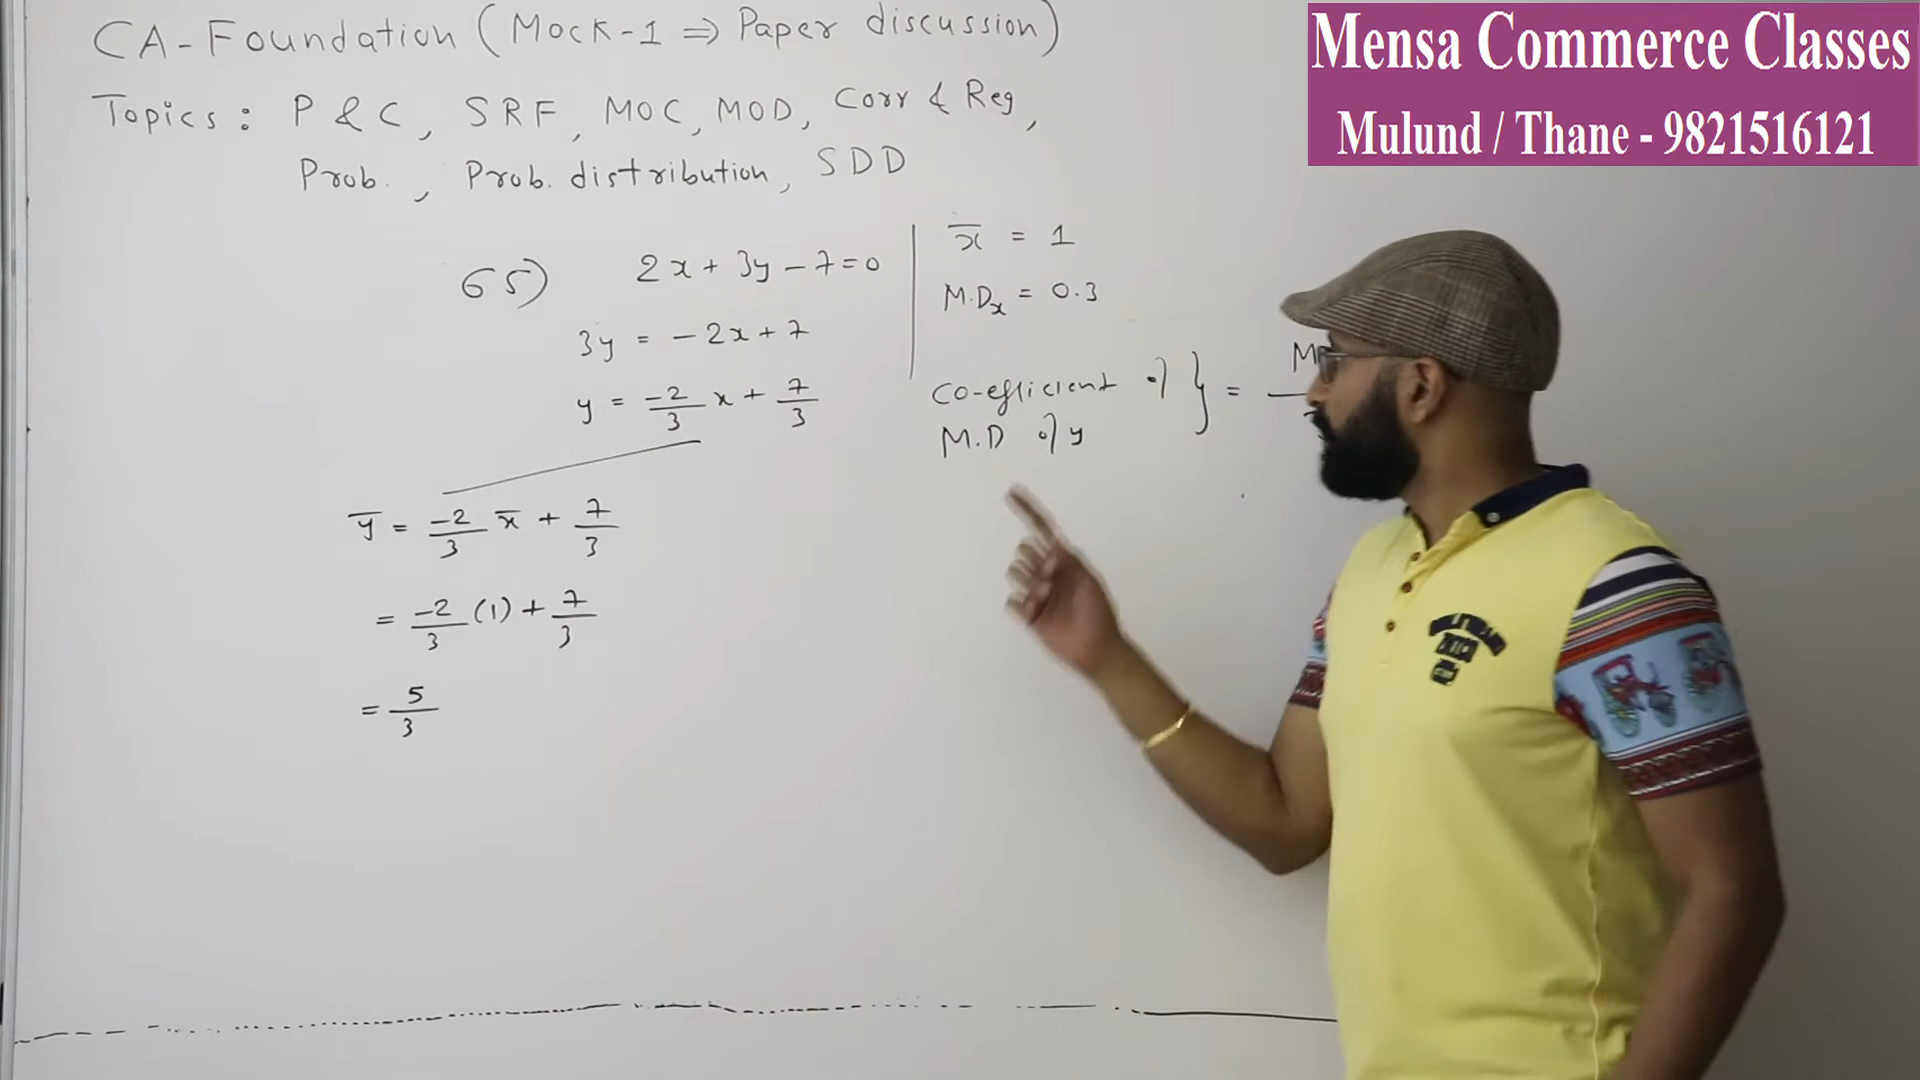 CA-Foundation (Mock-1 ⇒ Paper discussion)
Topics: P & C, SRF, MOC, MOD, Corr & Reg,
Prob., Prob. distribution, SDD
65) 2x + 3y - 7 = 0
3y = -2x + 7
y = -2/3 x + 7/3
y̅ = -2/3 x̅ + 7/3
= -2/3 (1) + 7/3
= 5/3
x̅ = 1
M.Dx = 0.3
Co-efficient of } = M
M.D of y
Mensa Commerce Classes
Mulund / Thane - 9821516121